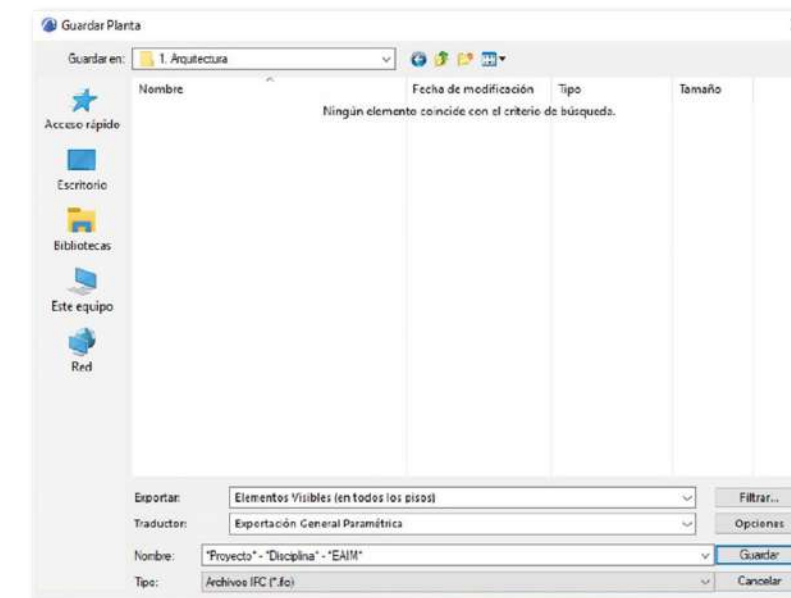 Guardar Planta
Guardar en: 1. Arquitectura
Nombre Fecha de modificación Tipo Tamaño
Ningún elemento coincide con el criterio de búsqueda.
Acceso rápido
Escritorio
Bibliotecas
Este equipo
Red
Exportar: Elementos Visibles (en todos los pisos) Filtrar...
Traductor: Exportación General Paramétrica Opciones
Nombre: "Proyecto" - "Disciplina" - "EAIM" Guardar
Tipo: Archivos IFC (*.ifc) Cancelar